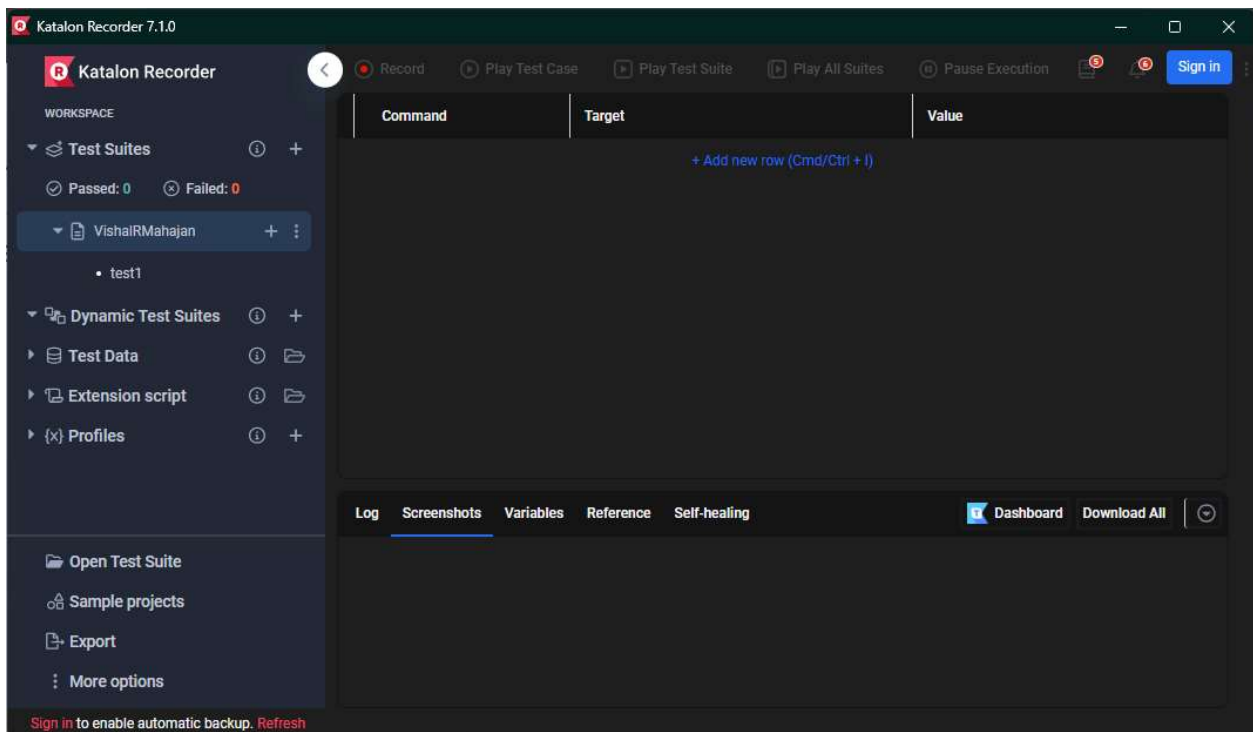 Katalon Recorder 7.1.0
Katalon Recorder
Record Play Test Case Play Test Suite Play All Suites Pause Execution 5 6 Sign in
WORKSPACE
Command Target Value
Test Suites
+ Add new row (Cmd/Ctrl + I)
Passed: 0 Failed: 0
VishalRMahajan
test1
Dynamic Test Suites
Test Data
Extension script
{x} Profiles
Log Screenshots Variables Reference Self-healing Dashboard Download All
Open Test Suite
Sample projects
Export
More options
Sign in to enable automatic backup. Refresh